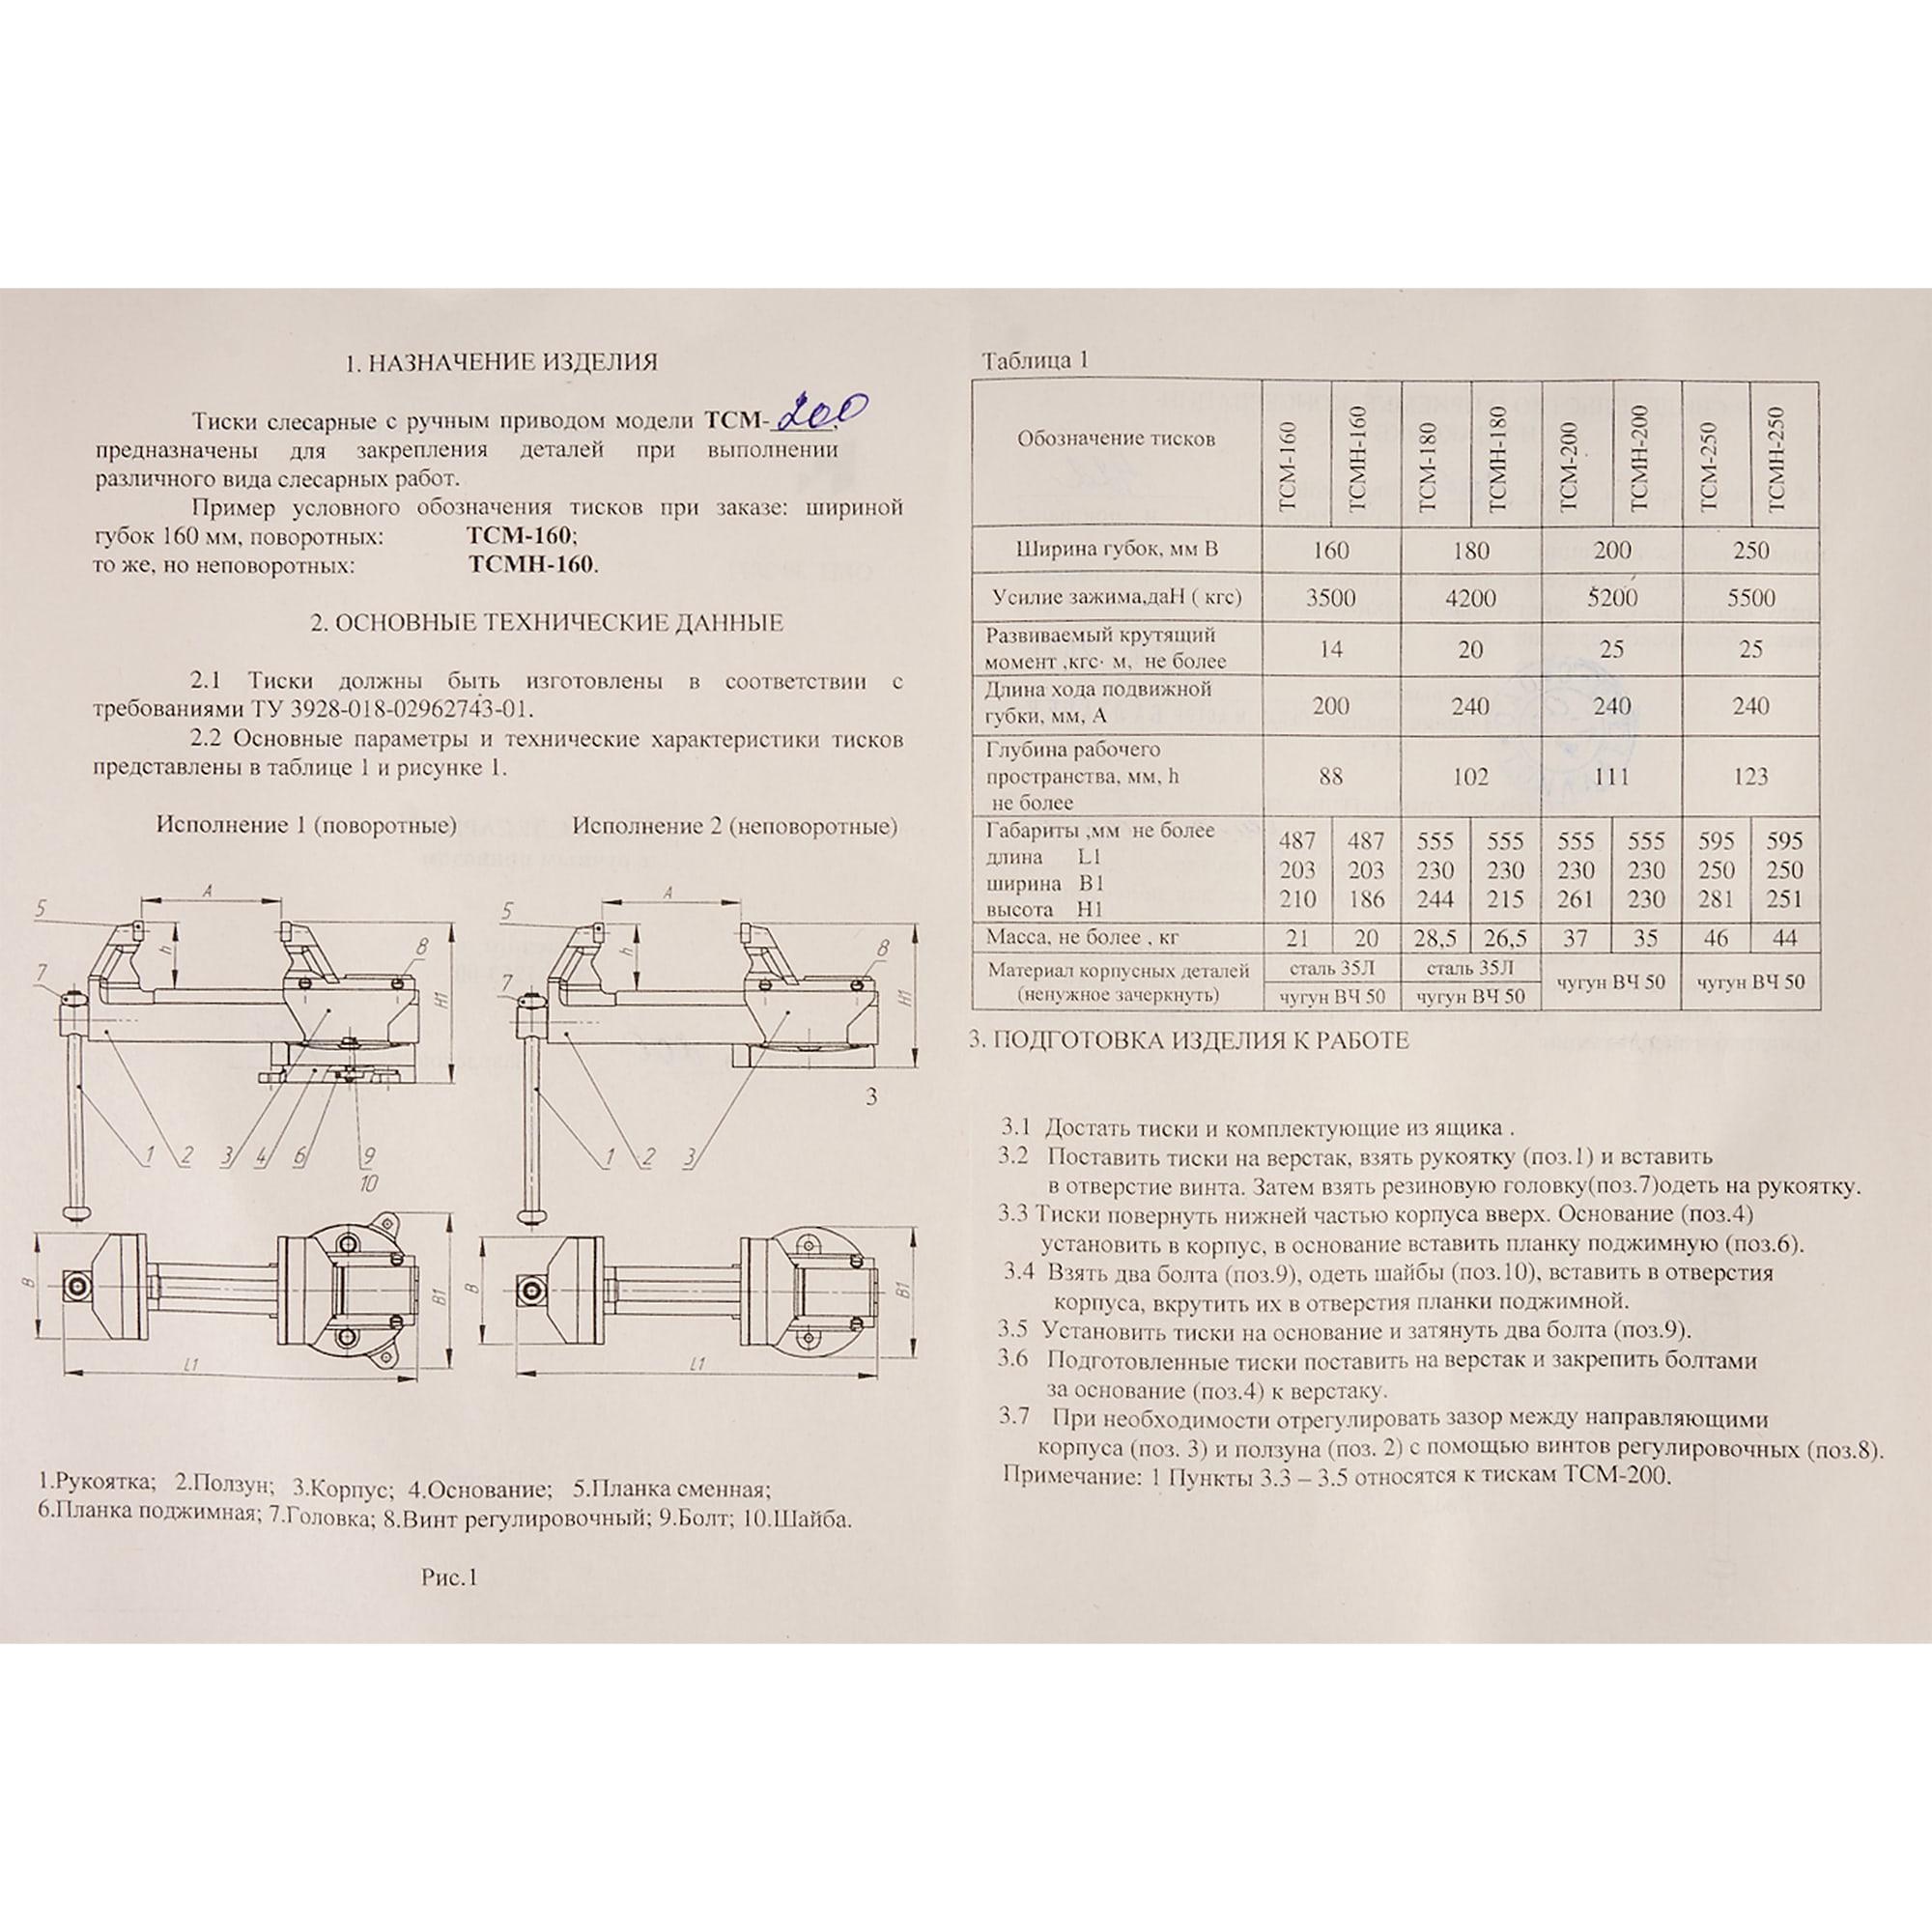 1. НАЗНАЧЕНИЕ ИЗДЕЛИЯ
Тиски слесарные с ручным приводом модели ТСМ-200,
предназначены для закрепления деталей при выполнении
различного вида слесарных работ.
Пример условного обозначения тисков при заказе: шириной
губок 160 мм, поворотных: ТСМ-160;
то же, но неповоротных: ТСМН-160.
2. ОСНОВНЫЕ ТЕХНИЧЕСКИЕ ДАННЫЕ
2.1 Тиски должны быть изготовлены в соответствии с
требованиями ТУ 3928-018-02962743-01.
2.2 Основные параметры и технические характеристики тисков
представлены в таблице 1 и рисунке 1.
Исполнение 1 (поворотные) Исполнение 2 (неповоротные)
5 A h 8 7 H1
1 2 3 4 6 9
10
B B1 L1
5 A h 8 7 H1
3
1 2 3
B B1 L1
1.Рукоятка; 2.Ползун; 3.Корпус; 4.Основание; 5.Планка сменная;
6.Планка поджимная; 7.Головка; 8.Винт регулировочный; 9.Болт; 10.Шайба.
Рис.1
Таблица 1
Обозначение тисков ТСМ-160 ТСМН-160 ТСМ-180 ТСМН-180 ТСМ-200 ТСМН-200 ТСМ-250 ТСМН-250
Ширина губок, мм В 160 180 200 250
Усилие зажима,даН ( кгс) 3500 4200 5200 5500
Развиваемый крутящий
момент ,кгс· м, не более 14 20 25 25
Длина хода подвижной
губки, мм, А 200 240 240 240
Глубина рабочего
пространства, мм, h 88 102 111 123
не более
Габариты ,мм не более
длина L1 487 487 555 555 555 555 595 595
ширина В1 203 203 230 230 230 230 250 250
высота Н1 210 186 244 215 261 230 281 251
Масса, не более , кг 21 20 28,5 26,5 37 35 46 44
Материал корпусных деталей сталь 35Л сталь 35Л чугун ВЧ 50 чугун ВЧ 50
(ненужное зачеркнуть) чугун ВЧ 50 чугун ВЧ 50
3. ПОДГОТОВКА ИЗДЕЛИЯ К РАБОТЕ
3.1 Достать тиски и комплектующие из ящика .
3.2 Поставить тиски на верстак, взять рукоятку (поз.1) и вставить
в отверстие винта. Затем взять резиновую головку(поз.7)одеть на рукоятку.
3.3 Тиски повернуть нижней частью корпуса вверх. Основание (поз.4)
установить в корпус, в основание вставить планку поджимную (поз.6).
3.4 Взять два болта (поз.9), одеть шайбы (поз.10), вставить в отверстия
корпуса, вкрутить их в отверстия планки поджимной.
3.5 Установить тиски на основание и затянуть два болта (поз.9).
3.6 Подготовленные тиски поставить на верстак и закрепить болтами
за основание (поз.4) к верстаку.
3.7 При необходимости отрегулировать зазор между направляющими
корпуса (поз. 3) и ползуна (поз. 2) с помощью винтов регулировочных (поз.8).
Примечание: 1 Пункты 3.3 – 3.5 относятся к тискам ТСМ-200.